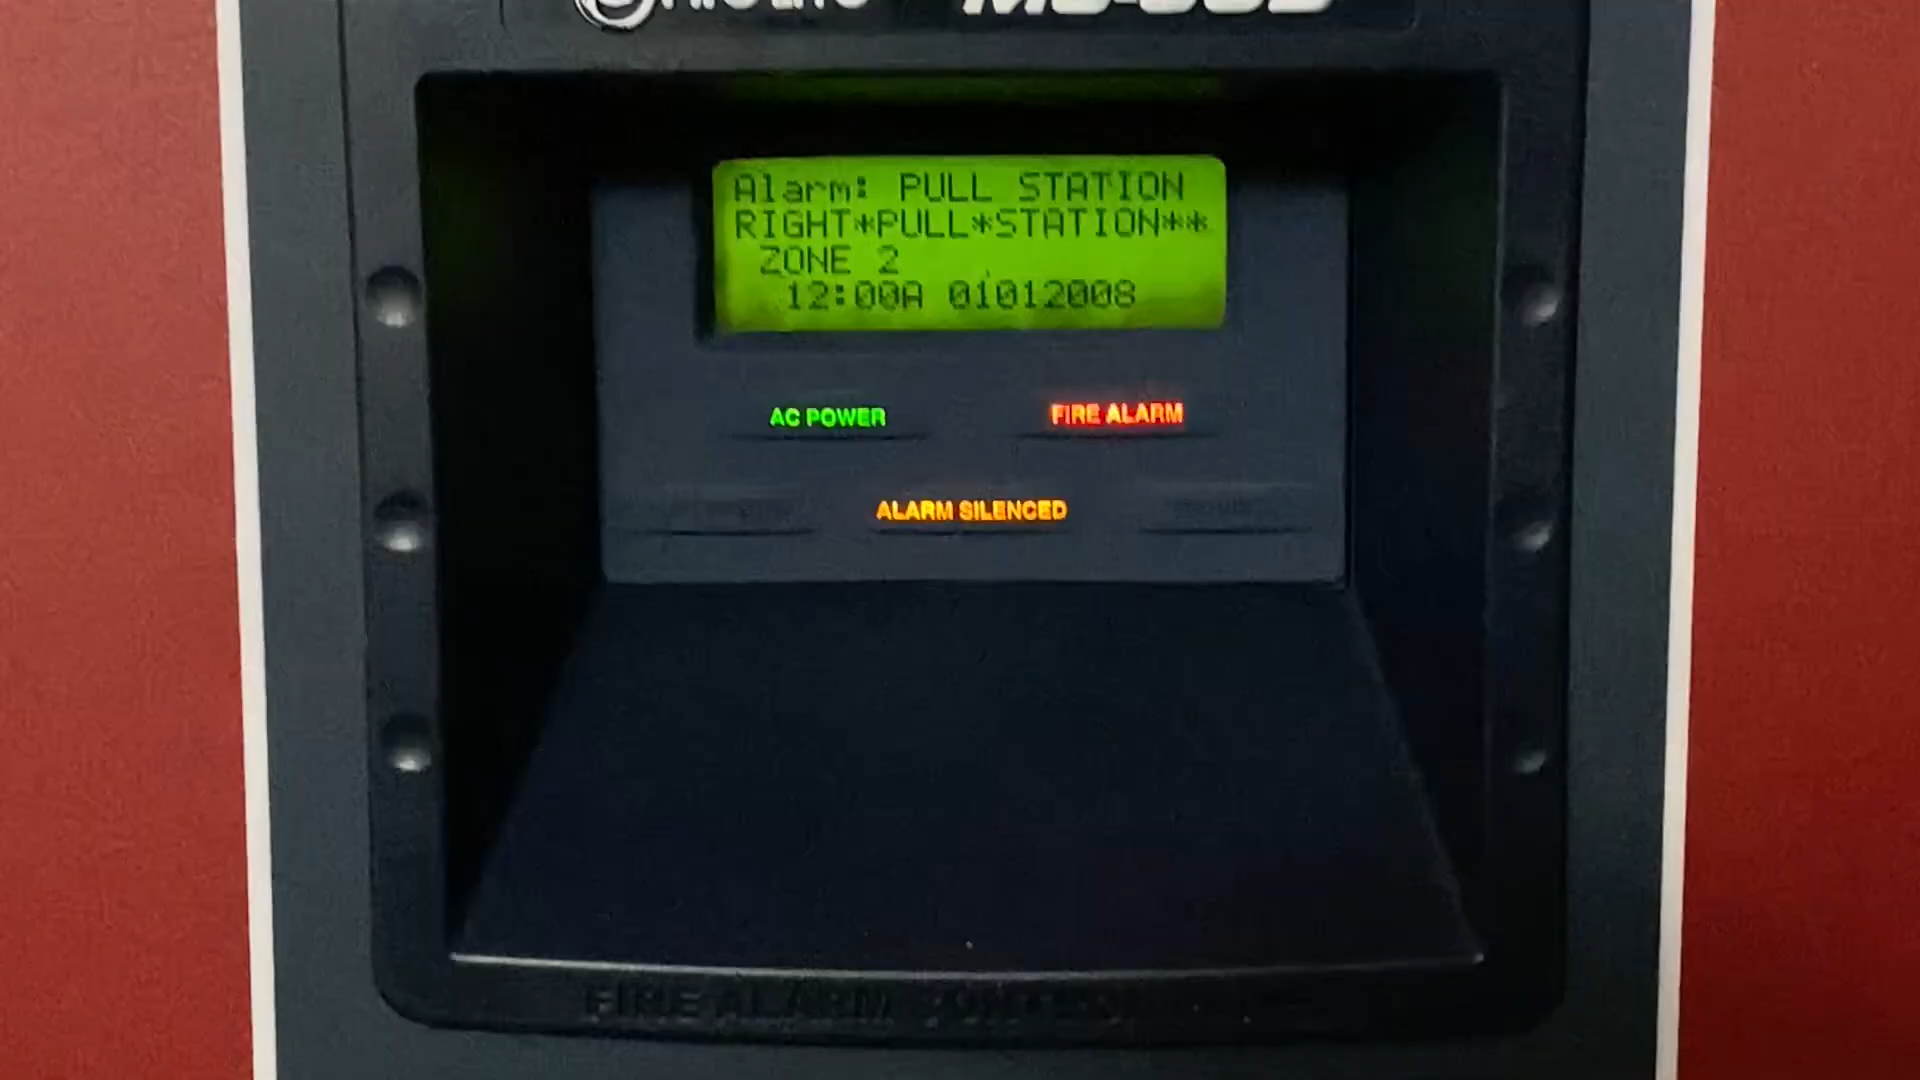 Alarm: PULL STATION
RIGHT*PULL*STATION**
ZONE 2
12:00A 01012008
AC POWER
FIRE ALARM
ALARM SILENCED
FIRE ALARM